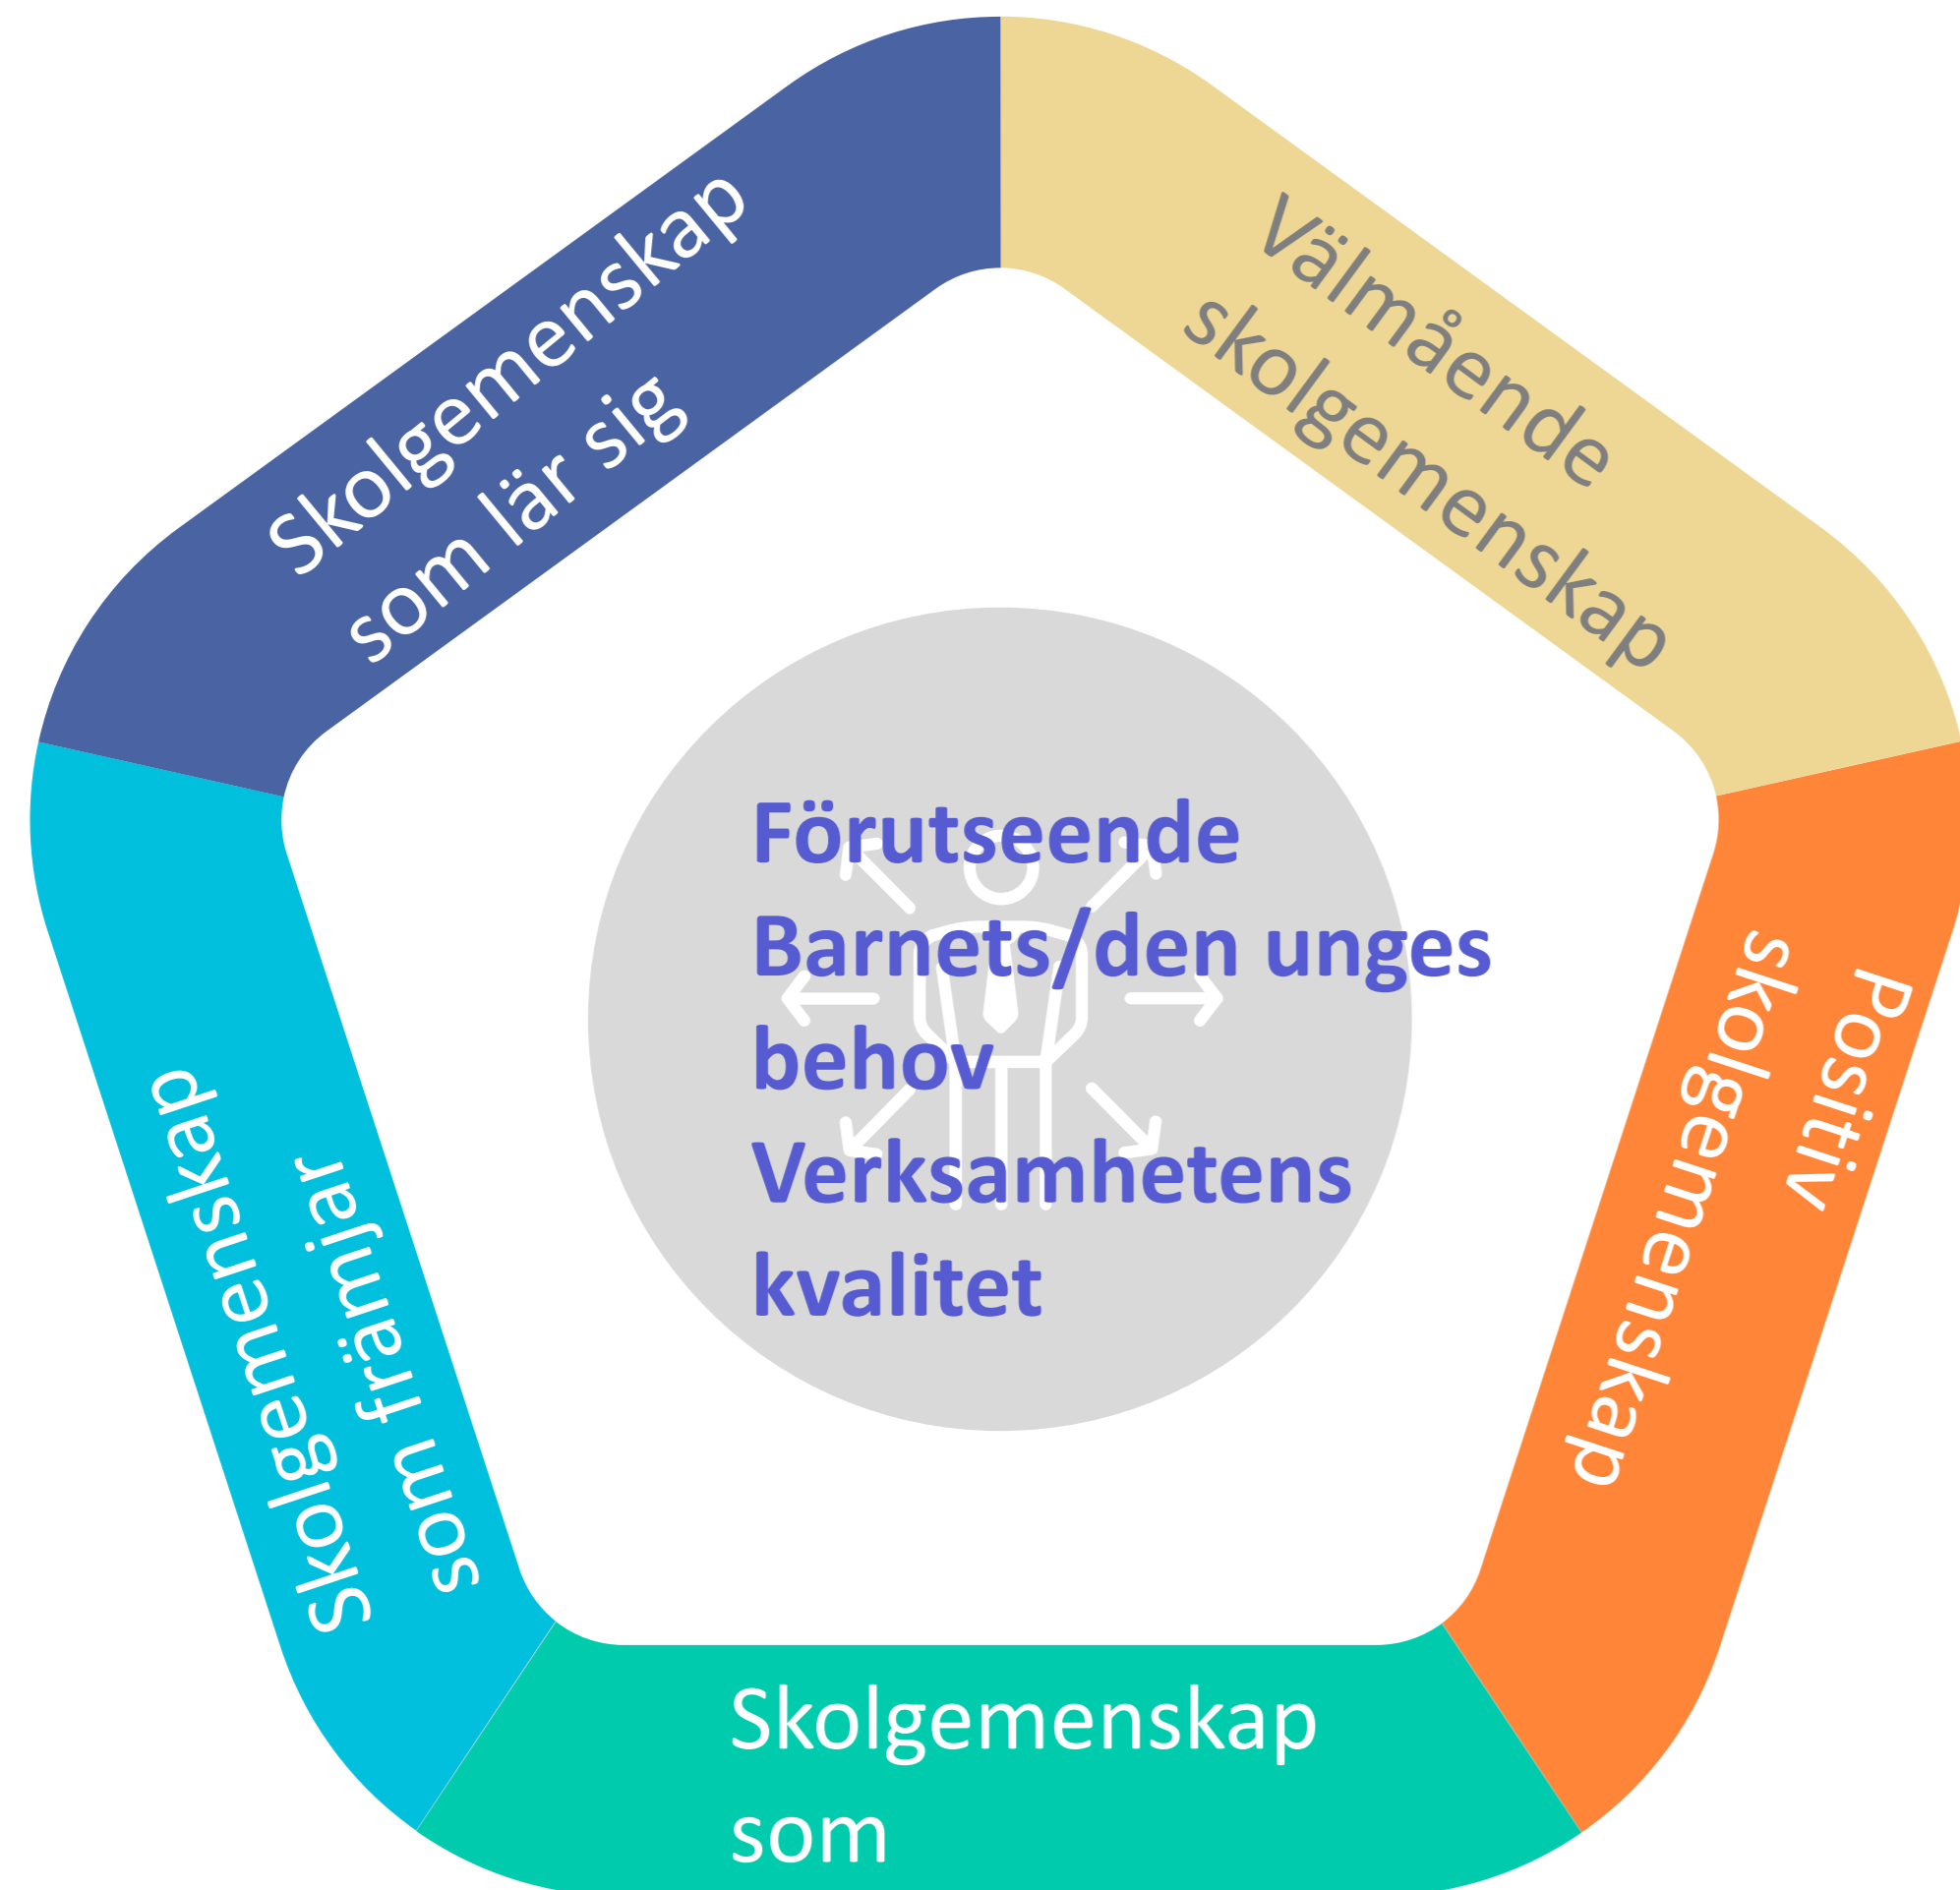 Skolgemenskap
som lär sig
Välmående
skolgemenskap
Positiv
skolgemenskap
Skolgemenskap
som
Skolgemenskap
som främjar
Förutseende
Barnets/den unges
behov
Verksamhetens
kvalitet